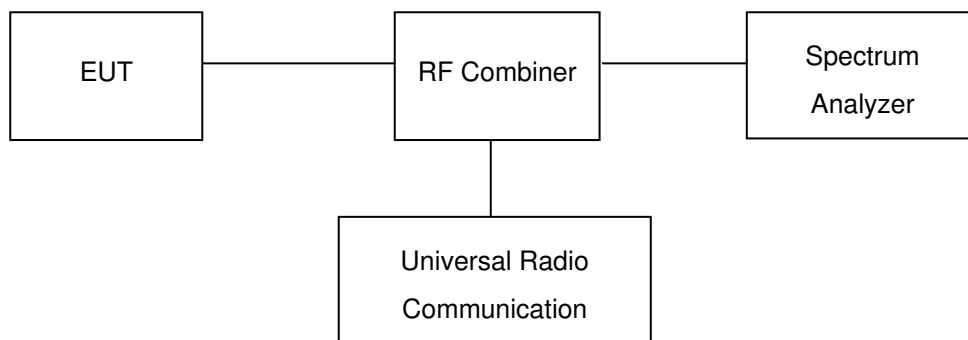 EUT
RF Combiner
Spectrum
Analyzer
Universal Radio
Communication